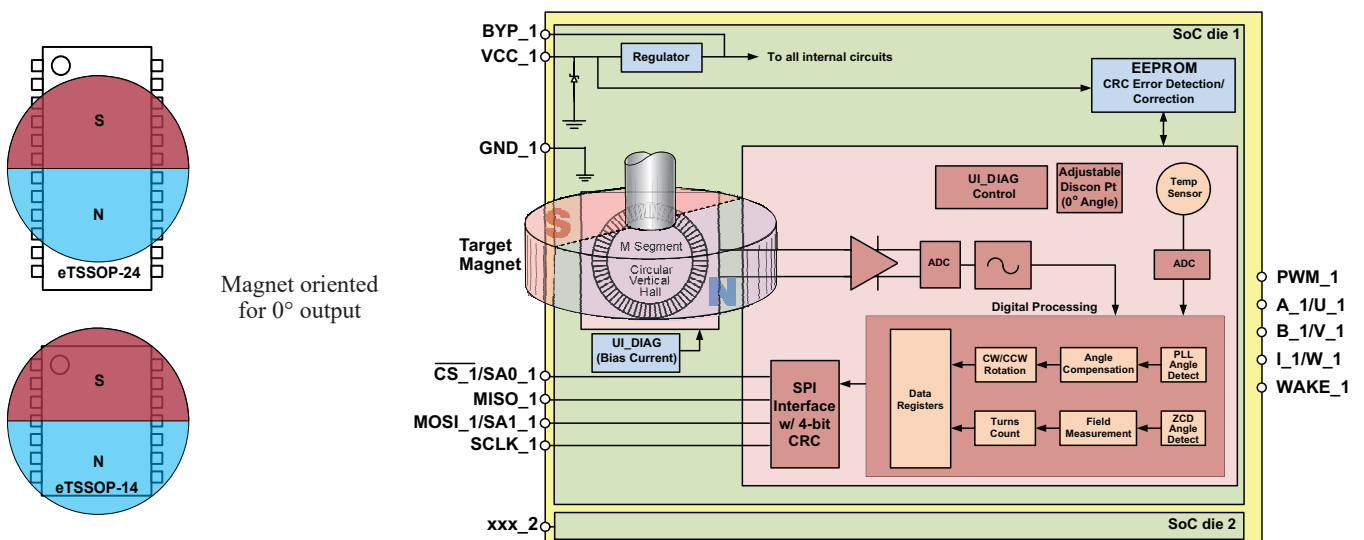 S
N
eTSSOP-24
Magnet oriented
for 0° output
S
N
eTSSOP-14
BYP_1
VCC_1
GND_1
Target
Magnet
CS_1/SA0_1
MISO_1
MOSI_1/SA1_1
SCLK_1
xxx_2
SoC die 1
Regulator
To all internal circuits
EEPROM
CRC Error Detection/
Correction
UI_DIAG
Control
Adjustable
Discon Pt
(0° Angle)
Temp
Sensor
S
M Segment
Circular
Vertical
Hall
N
ADC
ADC
UI_DIAG
(Bias Current)
Digital Processing
SPI
Interface
w/ 4-bit
CRC
Data
Registers
CW/CCW
Rotation
Angle
Compensation
PLL
Angle
Detect
Turns
Count
Field
Measurement
ZCD
Angle
Detect
SoC die 2
PWM_1
A_1/U_1
B_1/V_1
I_1/W_1
WAKE_1